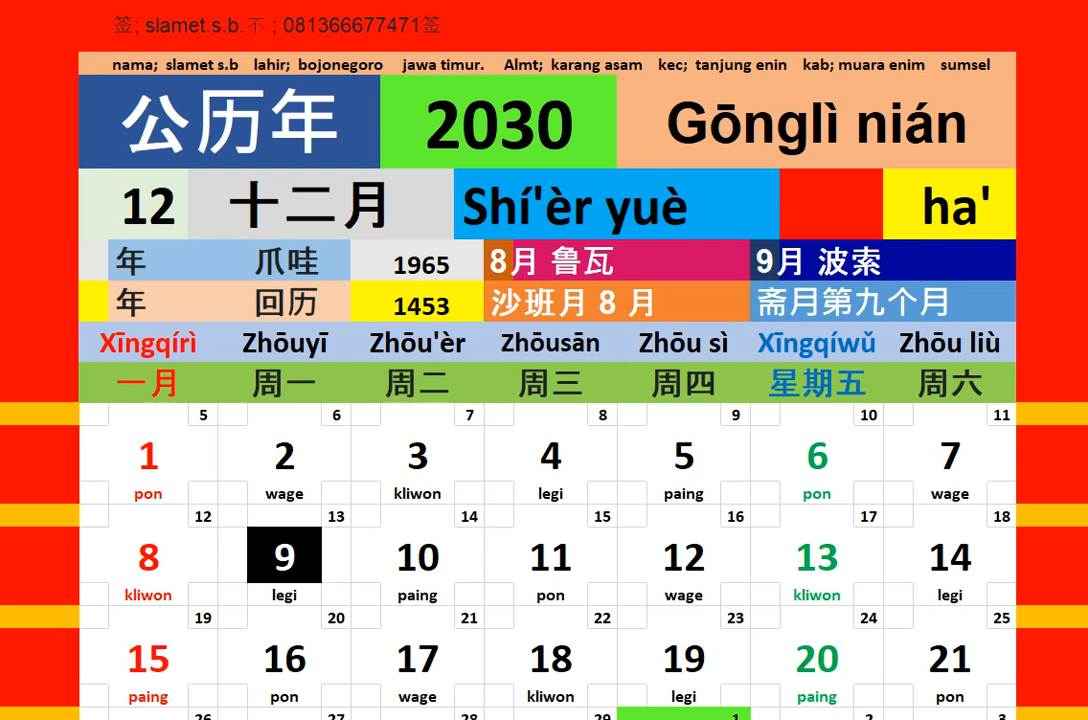 签; slamet.s.b.不 ; 081366677471签
nama; slamet s.b lahir; bojonegoro jawa timur. Almt; karang asam kec; tanjung enin kab; muara enim sumsel
公历年 2030 Gōnglì nián
12 十二月 Shí'èr yuè ha'
年 爪哇 1965 8月 鲁瓦 9月 波索
年 回历 1453 沙班月 8 月 斋月第九个月
Xīngqírì Zhōuyī Zhōu'èr Zhōusān Zhōu sì Xīngqíwǔ Zhōu liù
一月 周一 周二 周三 周四 星期五 周六
5 6 7 8 9 10 11
1 2 3 4 5 6 7
pon wage kliwon legi paing pon wage
12 13 14 15 16 17 18
8 9 10 11 12 13 14
kliwon legi paing pon wage kliwon legi
19 20 21 22 23 24 25
15 16 17 18 19 20 21
paing pon wage kliwon legi paing pon
26 27 28 29 1 2 3